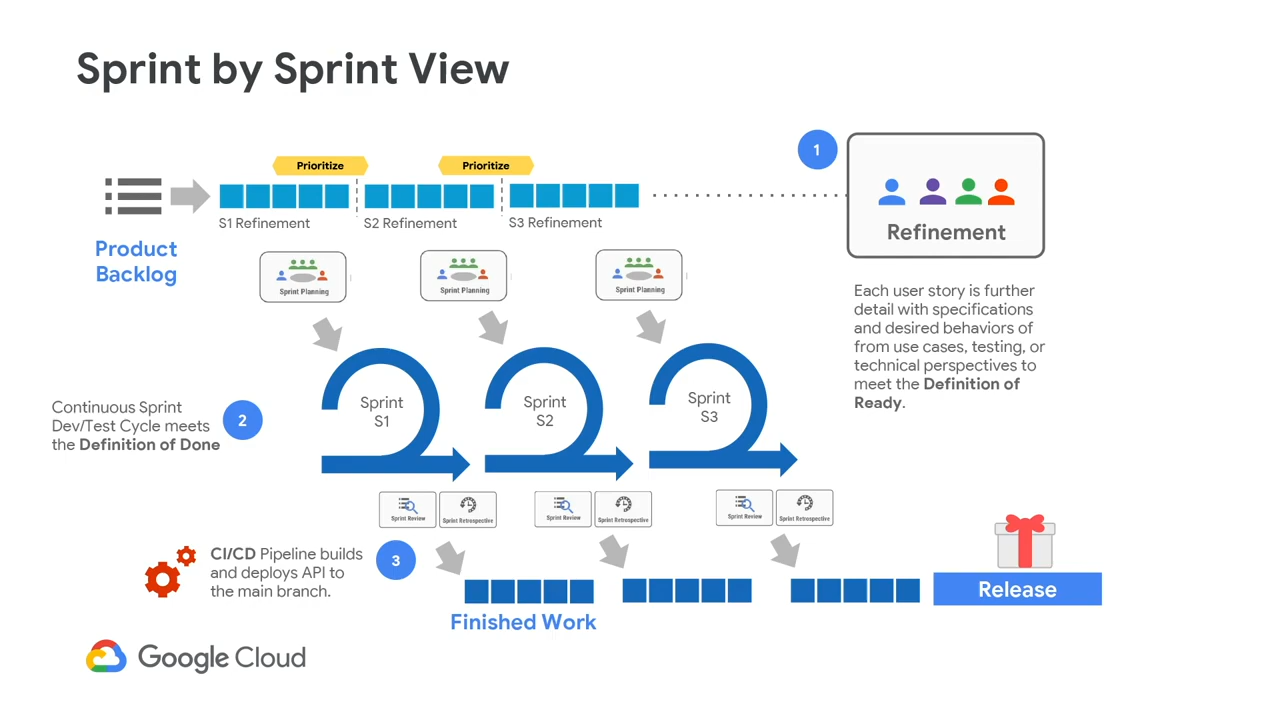 Sprint by Sprint View
Prioritize
Prioritize
1
S1 Refinement
S2 Refinement
S3 Refinement
Refinement
Product
Backlog
Sprint Planning
Sprint Planning
Sprint Planning
Each user story is further
detail with specifications
and desired behaviors of
from use cases, testing, or
technical perspectives to
meet the Definition of
Ready.
Sprint
S1
Sprint
S2
Sprint
S3
Continuous Sprint
Dev/Test Cycle meets
the Definition of Done
2
Sprint Review
Sprint Retrospective
Sprint Review
Sprint Retrospective
Sprint Review
Sprint Retrospective
CI/CD Pipeline builds
and deploys API to
the main branch.
3
Finished Work
Release
Google Cloud